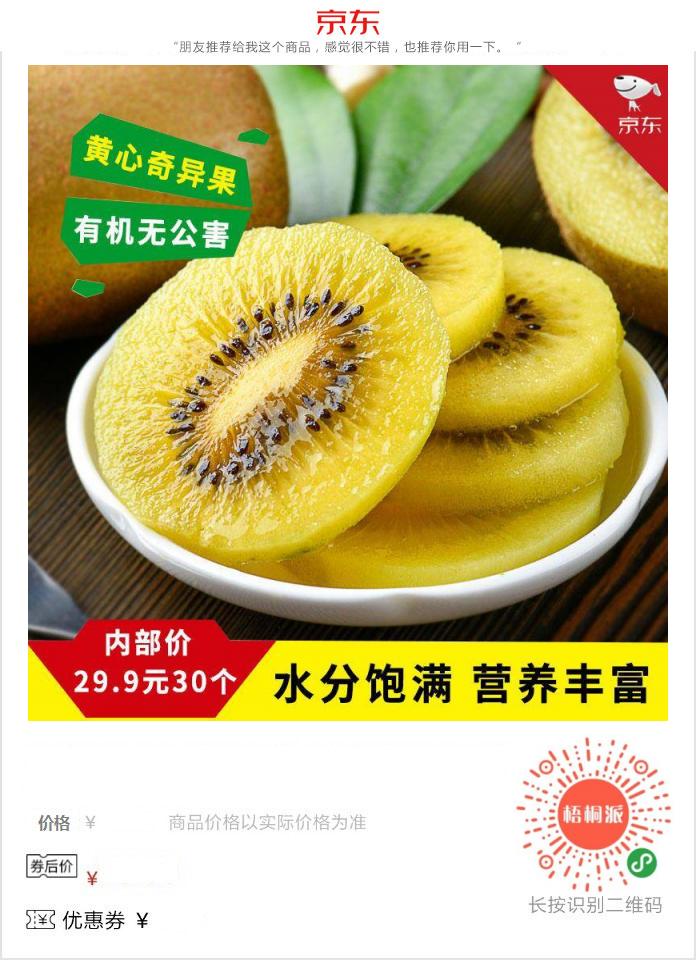 京东
“朋友推荐给我这个商品，感觉很不错，也推荐你用一下。 “
京东
黄心奇异果
有机无公害
内部价
29.9元30个
水分饱满 营养丰富
梧桐派
价格 ¥ 商品价格以实际价格为准
券后价 ¥
¥ 优惠券 ¥
长按识别二维码